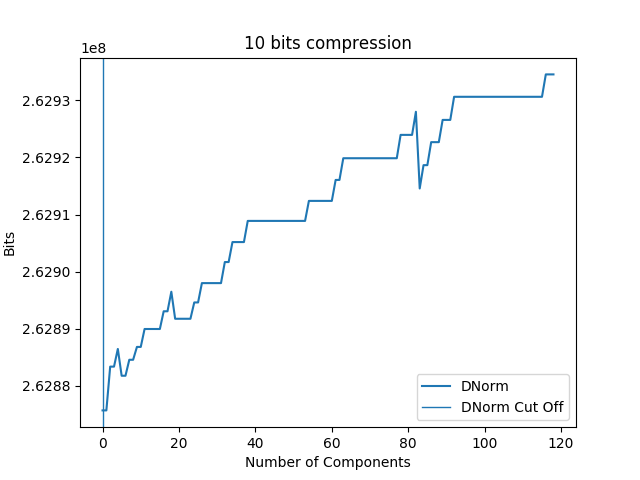 10 bits compression
1e8
2.6293
2.6292
2.6291
2.6290
2.6289
2.6288
Bits
0 20 40 60 80 100 120
Number of Components
DNorm
DNorm Cut Off